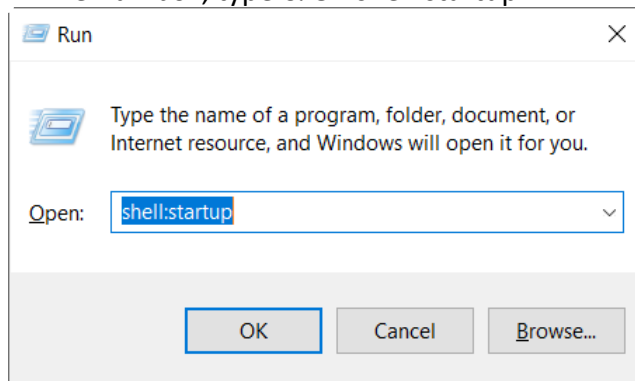 Run
Type the name of a program, folder, document, or
Internet resource, and Windows will open it for you.
Open: shell:startup
OK Cancel Browse...